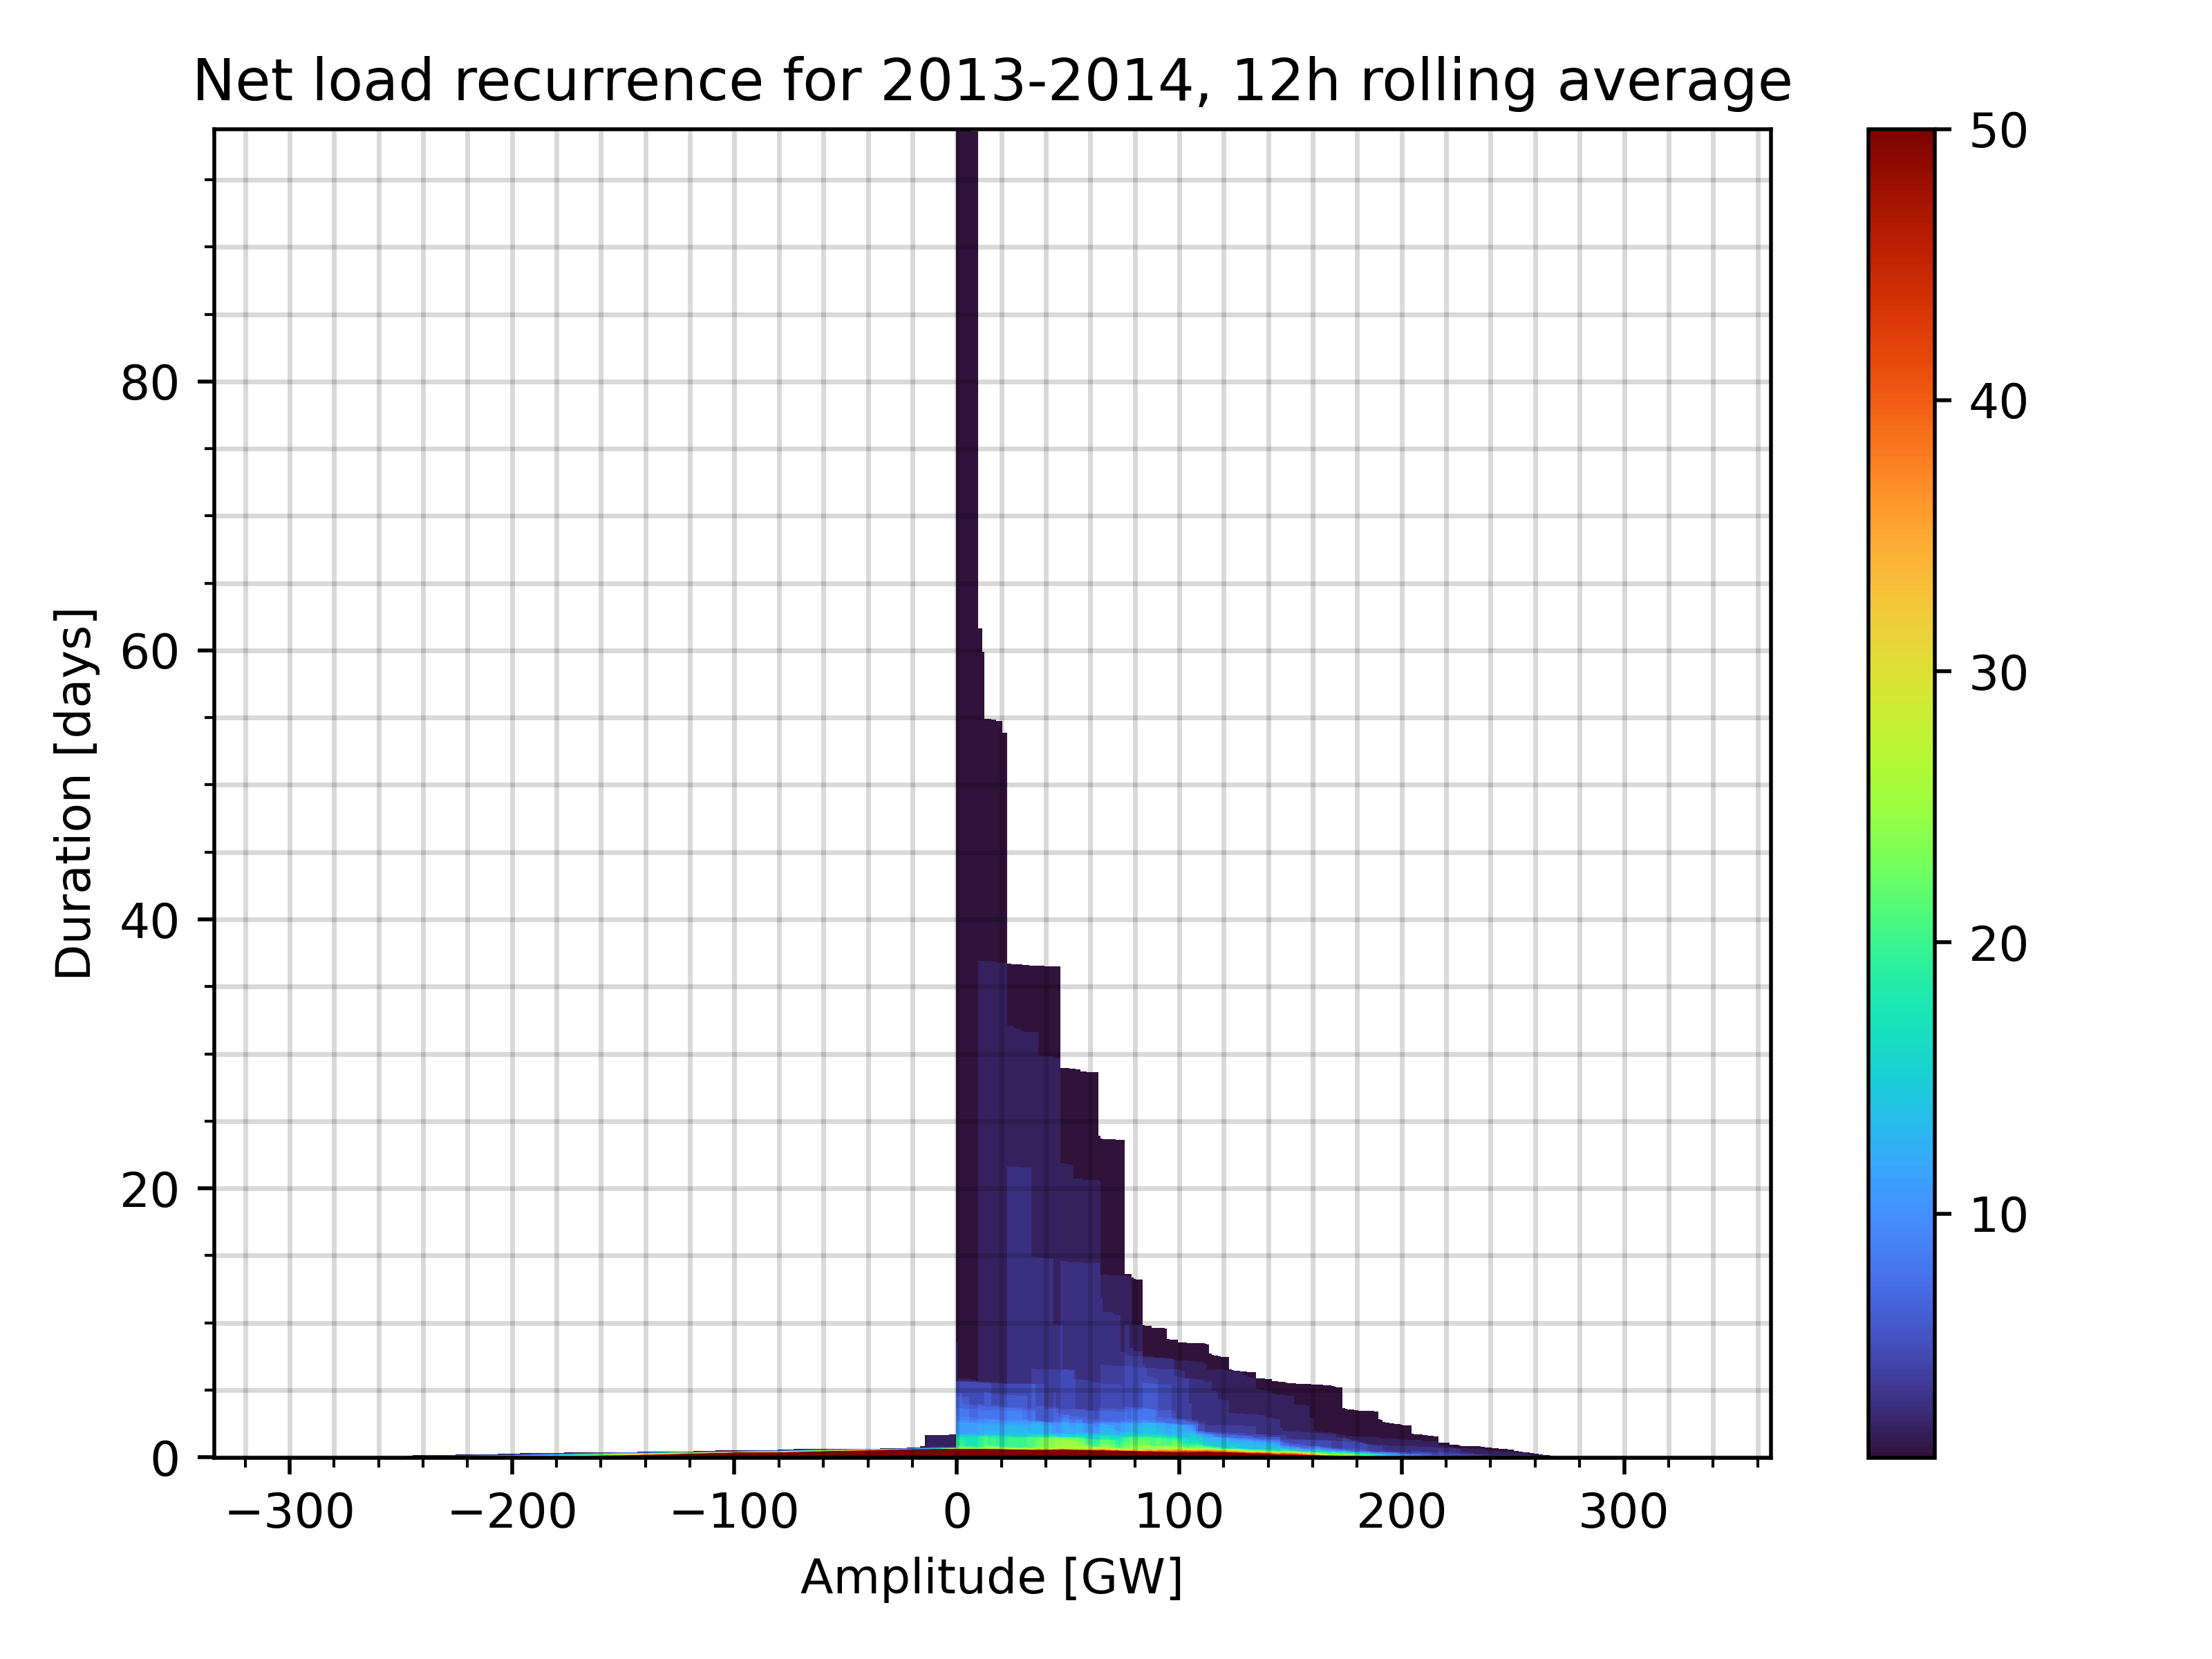 Net load recurrence for 2013-2014, 12h rolling average
Duration [days]
80
60
40
20
0
−300 −200 −100 0 100 200 300
Amplitude [GW]
50
40
30
20
10